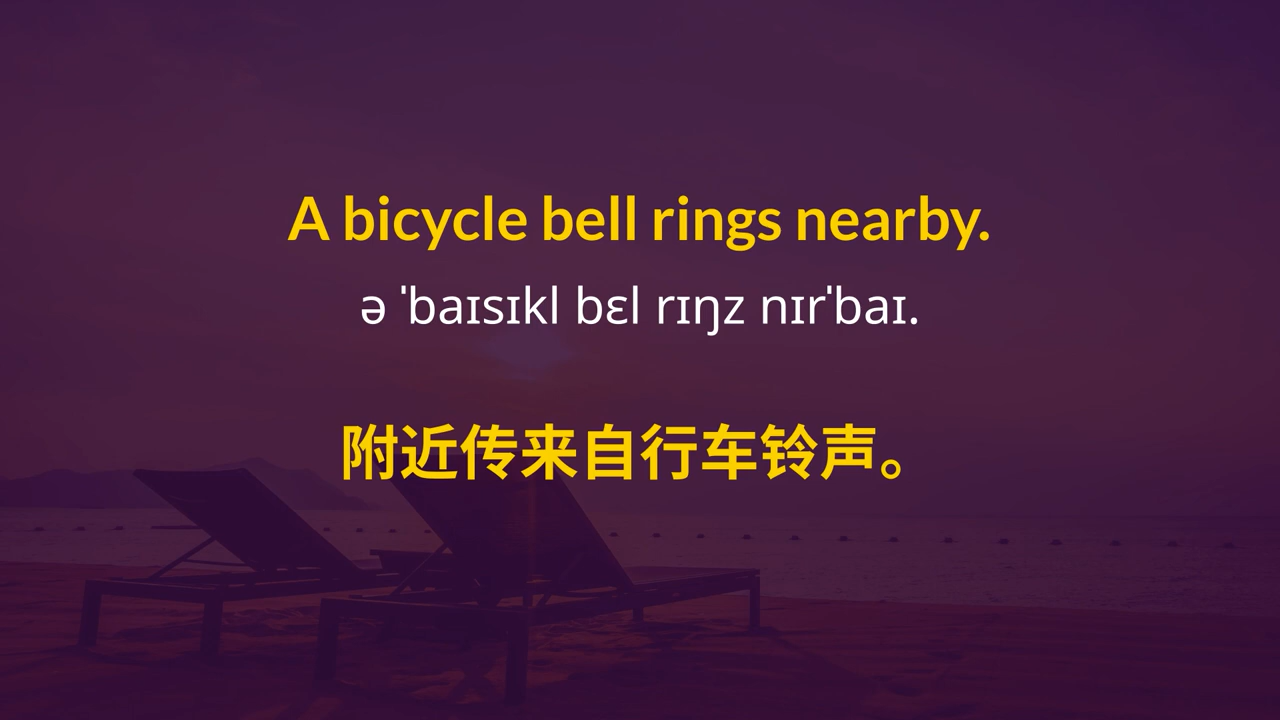 A bicycle bell rings nearby.
ə ˈbaɪsɪkl bɛl rɪŋz nɪrˈbaɪ.
附近传来自行车铃声。